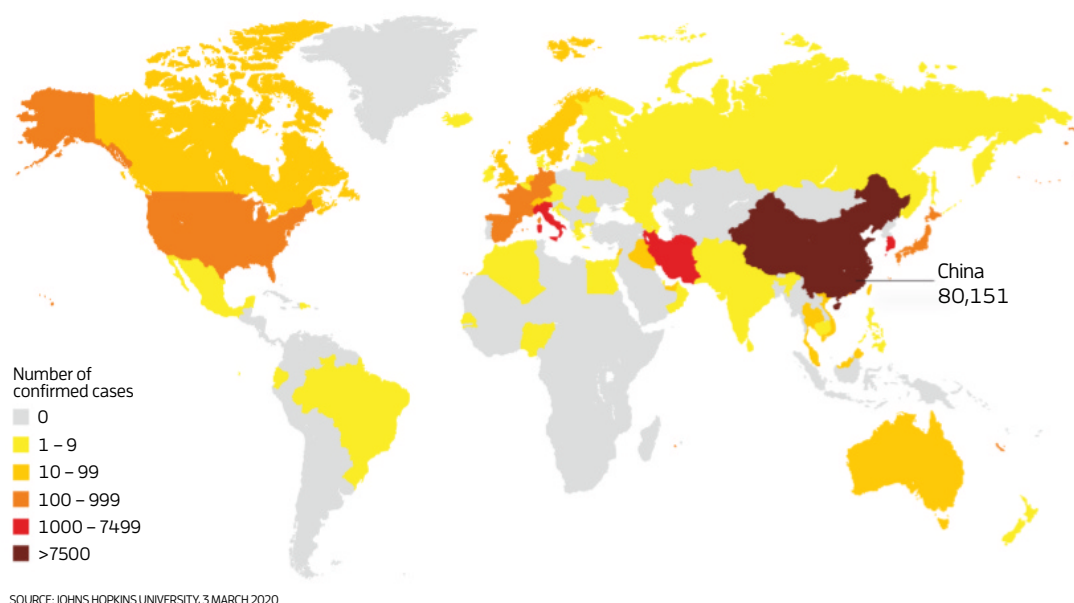 China
80,151
Number of
confirmed cases
0
1 – 9
10 – 99
100 – 999
1000 – 7499
>7500
SOURCE: JOHNS HOPKINS UNIVERSITY, 3 MARCH 2020